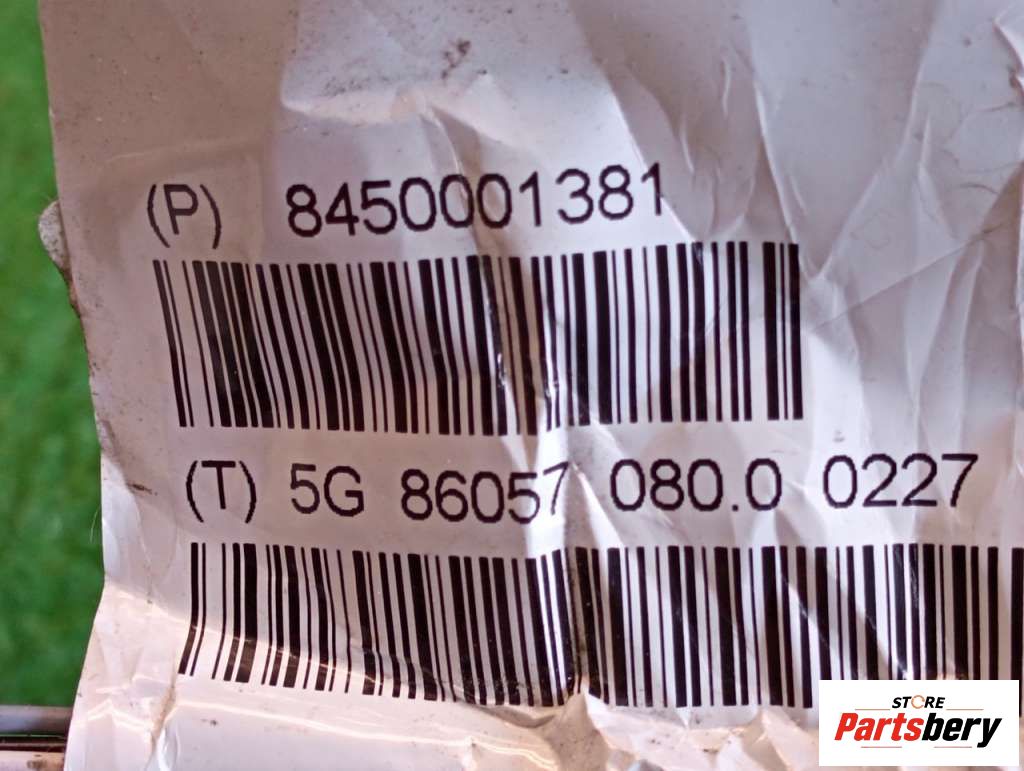 (P) 8450001381
(T) 5G 86057 080.0 0227
STORE
Partsbery